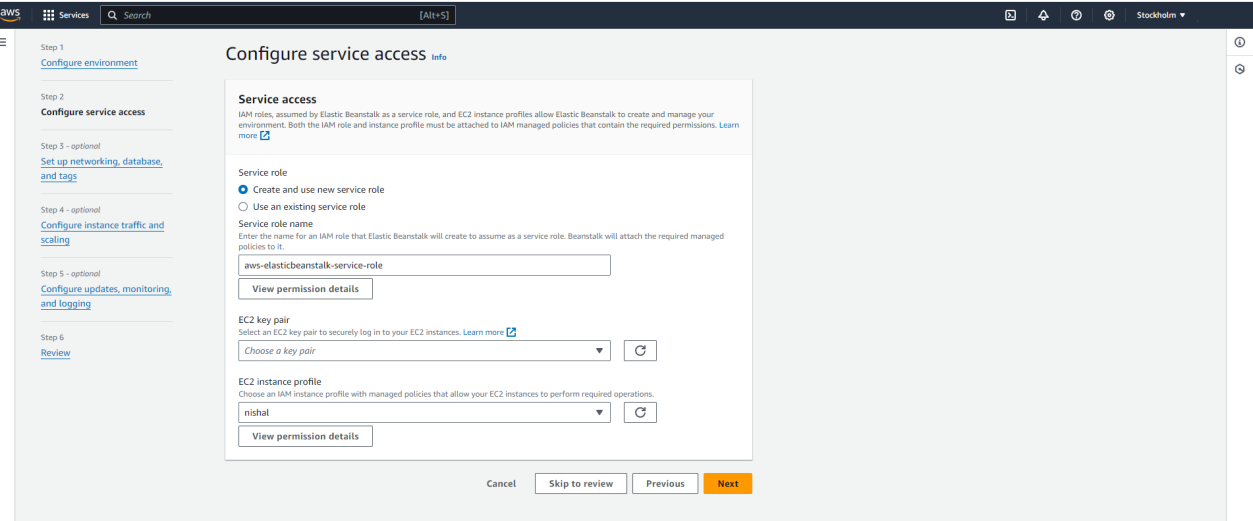 aws
Services
Search
[Alt+S]
Stockholm
Step 1
Configure environment
Step 2
Configure service access
Step 3 - optional
Set up networking, database,
and tags
Step 4 - optional
Configure instance traffic and
scaling
Step 5 - optional
Configure updates, monitoring,
and logging
Step 6
Review
Configure service access Info
Service access
IAM roles, assumed by Elastic Beanstalk as a service role, and EC2 instance profiles allow Elastic Beanstalk to create and manage your
environment. Both the IAM role and instance profile must be attached to IAM managed policies that contain the required permissions. Learn
more
Service role
Create and use new service role
Use an existing service role
Service role name
Enter the name for an IAM role that Elastic Beanstalk will create to assume as a service role. Beanstalk will attach the required managed
policies to it.
aws-elasticbeanstalk-service-role
View permission details
EC2 key pair
Select an EC2 key pair to securely log in to your EC2 instances. Learn more
Choose a key pair
EC2 instance profile
Choose an IAM instance profile with managed policies that allow your EC2 instances to perform required operations.
nishal
View permission details
Cancel
Skip to review
Previous
Next